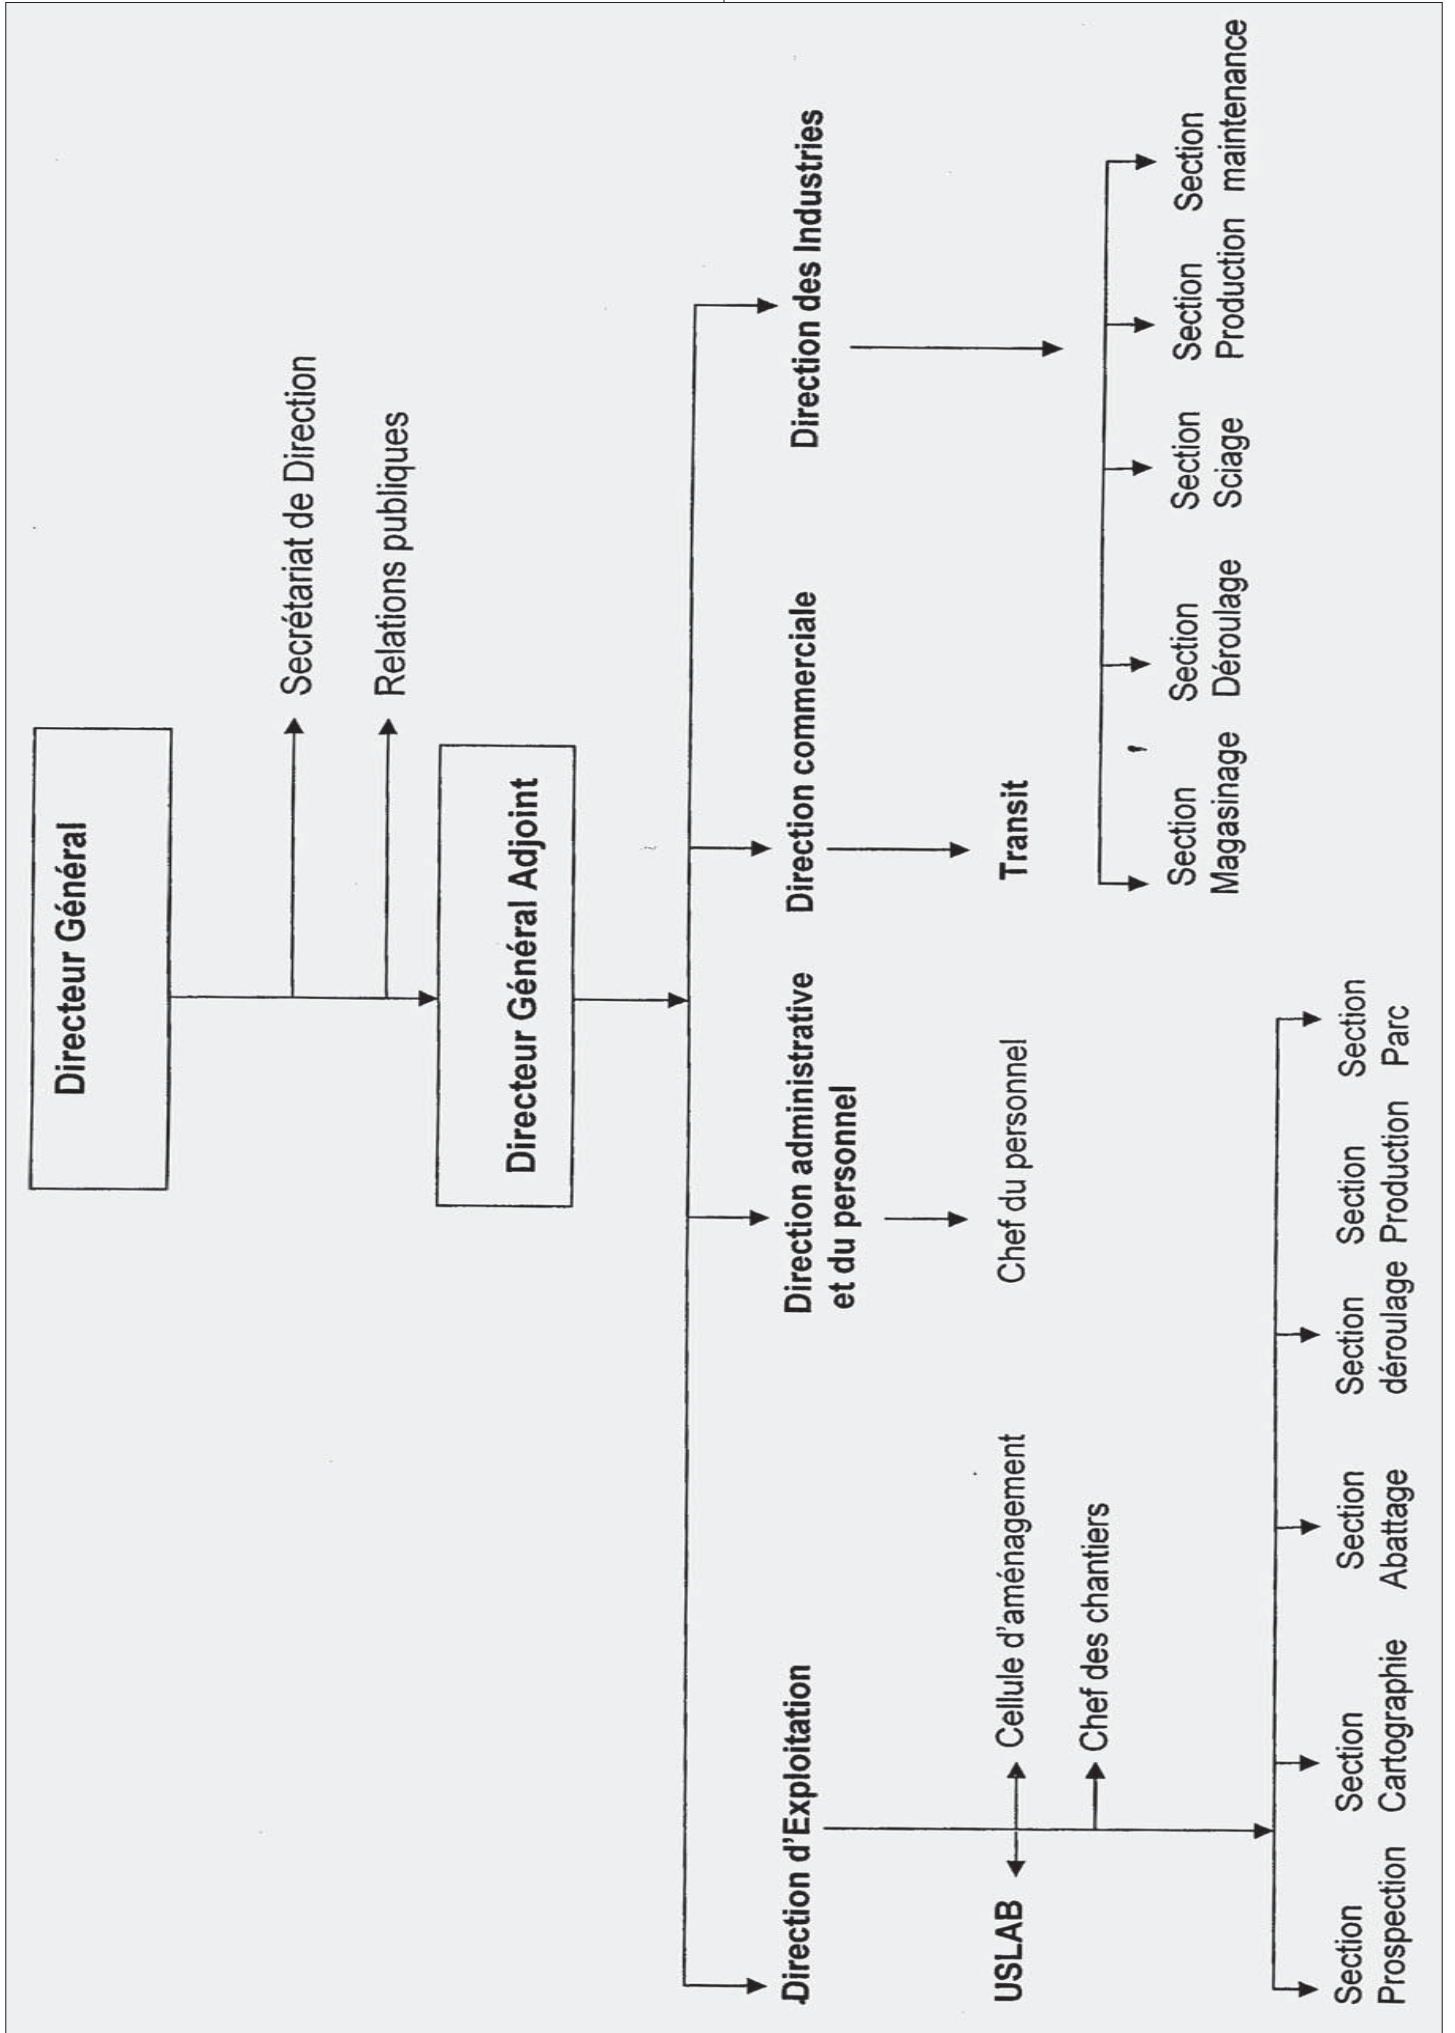 Directeur Général
Secrétariat de Direction
Relations publiques
Directeur Général Adjoint
Direction d'Exploitation
Direction administrative
et du personnel
Direction commerciale
Direction des Industries
USLAB
Cellule d'aménagement
Chef des chantiers
Chef du personnel
Transit
Section
Magasinage
Section
Déroulage
Section
Sciage
Section
Production
Section
maintenance
Section
Prospection
Section
Cartographie
Section
Abattage
Section
déroulage
Section
Production
Section
Parc